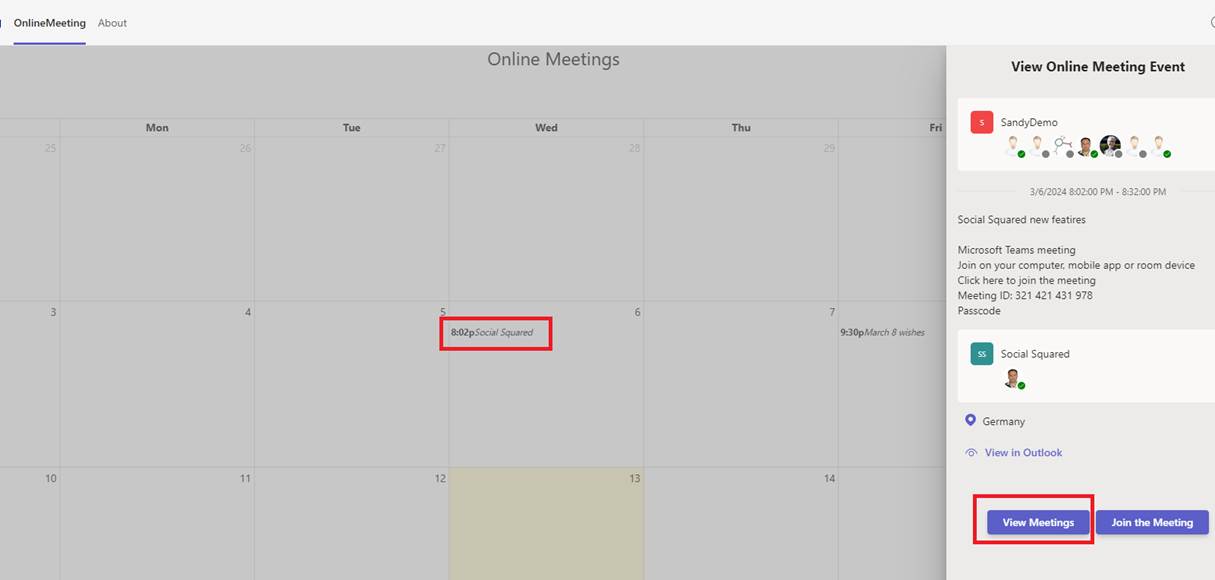 OnlineMeeting About
Online Meetings
Mon Tue Wed Thu Fri
25 26 27 28 29
3 4 5 6 7
8:02pSocial Squared
9:30pMarch 8 wishes
10 11 12 13 14
View Online Meeting Event
S SandyDemo
3/6/2024 8:02:00 PM - 8:32:00 PM
Social Squared new featires
Microsoft Teams meeting
Join on your computer, mobile app or room device
Click here to join the meeting
Meeting ID: 321 421 431 978
Passcode
SS Social Squared
Germany
View in Outlook
View Meetings Join the Meeting